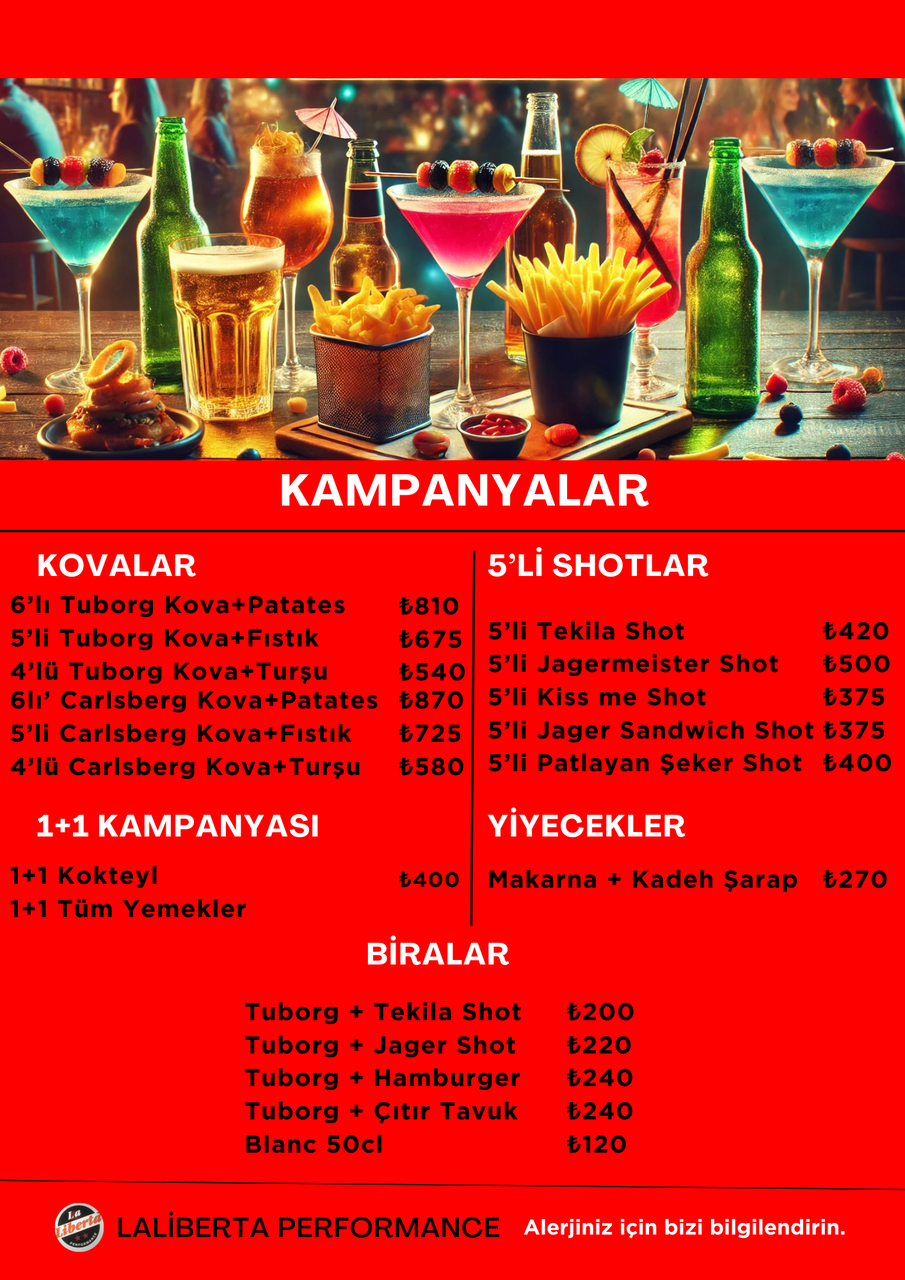 KAMPANYALAR
KOVALAR
6’lı Tuborg Kova+Patates ₺810
5’li Tuborg Kova+Fıstık ₺675
4’lü Tuborg Kova+Turşu ₺540
6lı’ Carlsberg Kova+Patates ₺870
5’li Carlsberg Kova+Fıstık ₺725
4’lü Carlsberg Kova+Turşu ₺580
5’Lİ SHOTLAR
5’li Tekila Shot ₺420
5’li Jagermeister Shot ₺500
5’li Kiss me Shot ₺375
5’li Jager Sandwich Shot ₺375
5’li Patlayan Şeker Shot ₺400
1+1 KAMPANYASI
1+1 Kokteyl ₺400
1+1 Tüm Yemekler
YİYECEKLER
Makarna + Kadeh Şarap ₺270
BİRALAR
Tuborg + Tekila Shot ₺200
Tuborg + Jager Shot ₺220
Tuborg + Hamburger ₺240
Tuborg + Çıtır Tavuk ₺240
Blanc 50cl ₺120
La
Liberta
PERFORMANCE
LALİBERTA PERFORMANCE
Alerjiniz için bizi bilgilendirin.